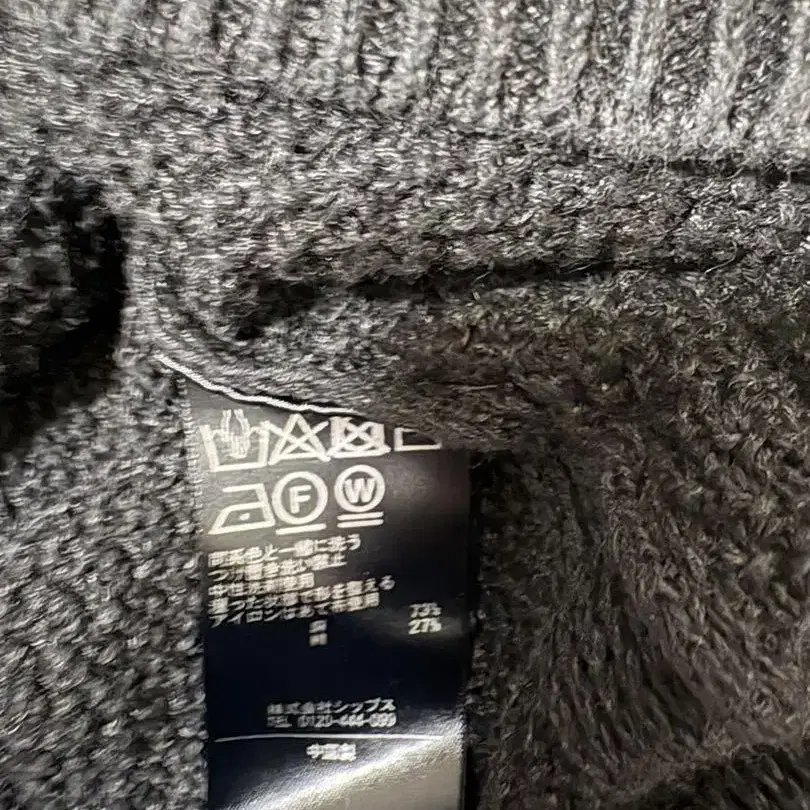 F W
同系色と一緒に洗う
つけ置き洗い禁止
中性洗剤使用
アイロンはあて布使用
73%
27%
株式会社シップス
TEL 0120-444-099
中国製